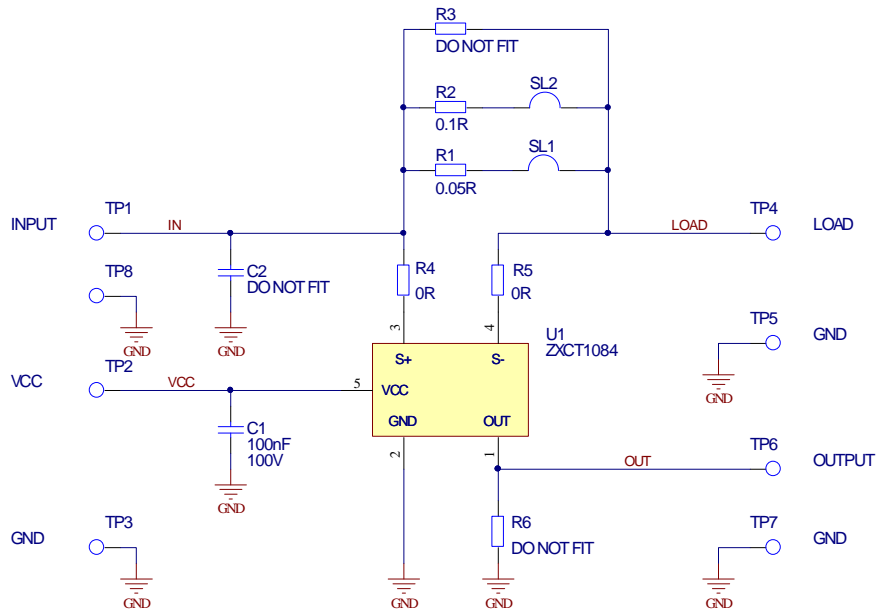 R3
DO NOT FIT
R2
0.1R
SL2
R1
0.05R
SL1
INPUT
TP1
IN
LOAD
TP4
LOAD
TP8
GND
C2
DO NOT FIT
GND
R4
0R
R5
0R
3
4
U1
ZXCT1084
S+
S-
VCC
GND
OUT
TP5
GND
GND
VCC
TP2
VCC
5
C1
100nF
100V
GND
2
1
OUT
TP6
OUTPUT
R6
DO NOT FIT
GND
TP3
GND
GND
GND
TP7
GND
GND